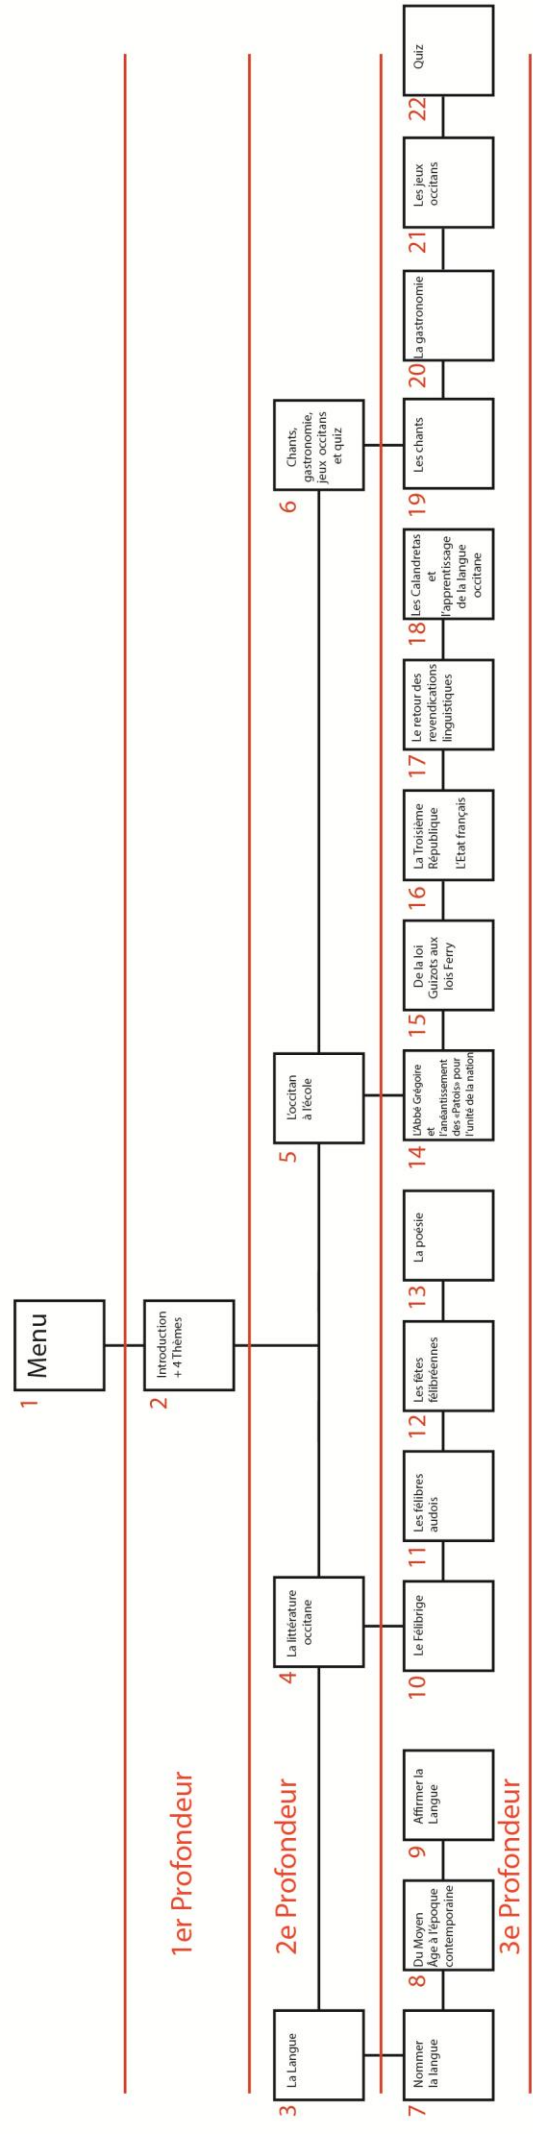 1
Menu
1er Profondeur
2
Introduction
+ 4 Thèmes
2e Profondeur
3
La Langue
4
La littérature
occitane
5
L'occitan
à l'école
6
Chants,
gastronomie,
jeux occitans
et quiz
3e Profondeur
7
Nommer
la langue
8
Du Moyen
Âge à l'époque
contemporaine
9
Affirmer la
Langue
10
Le Félibrige
11
Les félibres
audois
12
Les fêtes
félibréennes
13
La poésie
14
L'Abbé Grégoire
et
l'anéantissement
des «Patois» pour
l'unité de la nation
15
De la loi
Guizots aux
lois Ferry
16
La Troisième
République
L'Etat français
17
Le retour des
revendications
linguistiques
18
Les Calandretas
et
l'apprentissage
de la langue
occitane
19
Les chants
20
La gastronomie
21
Les jeux
occitans
22
Quiz